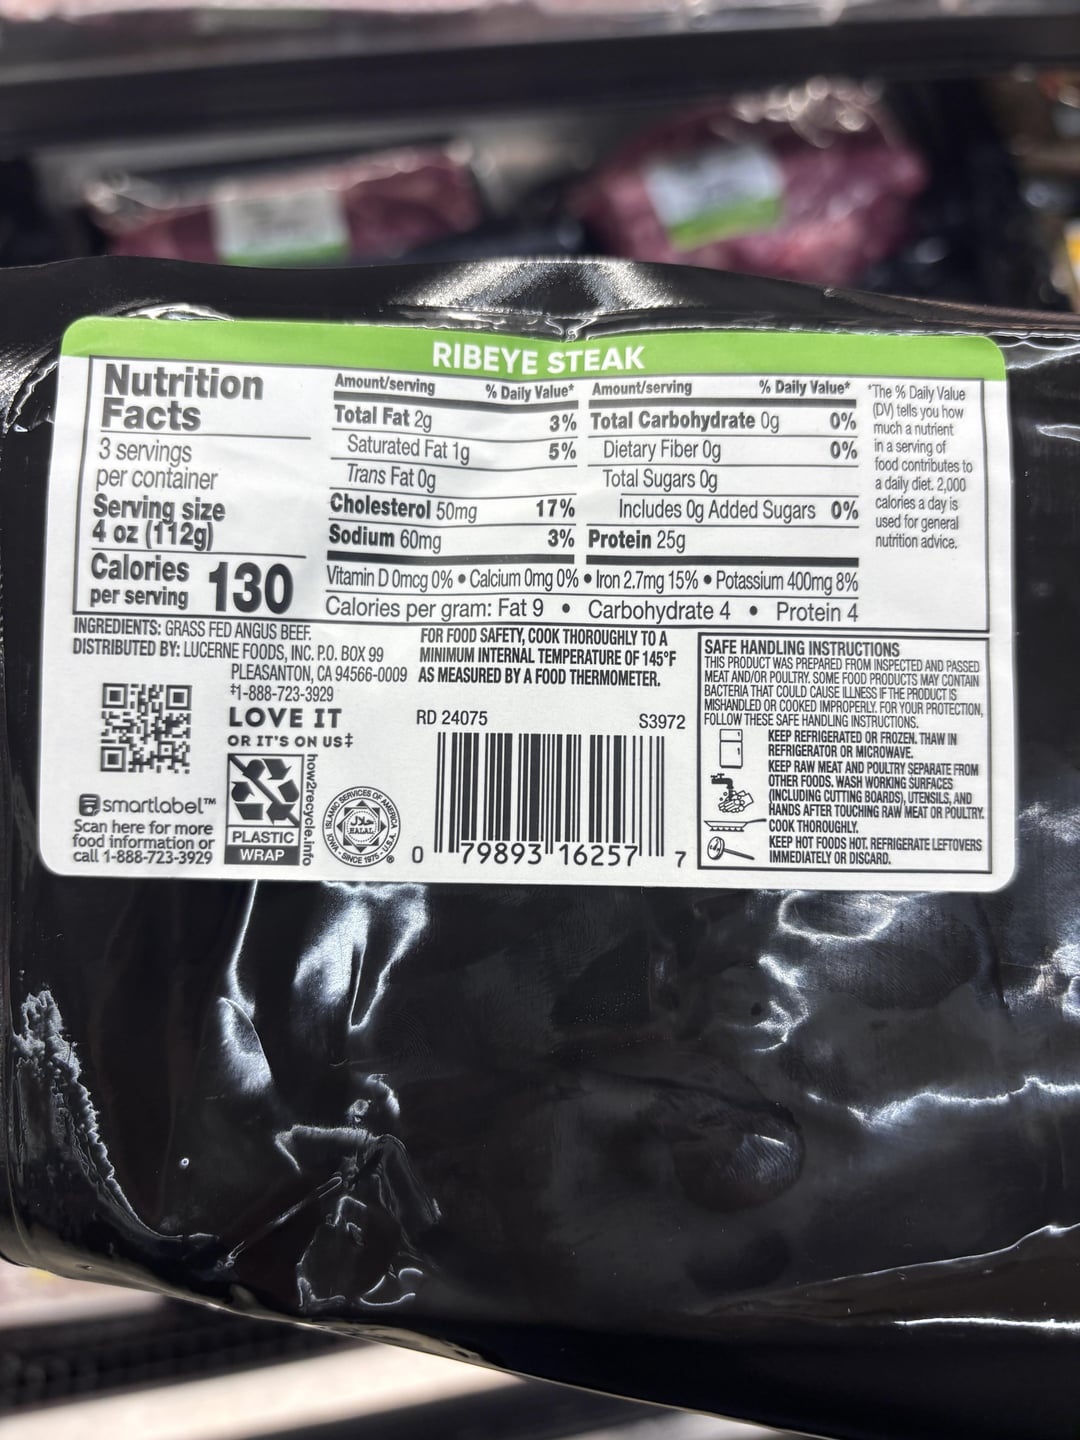 RIBEYE STEAK
Nutrition
Facts
3 servings
per container
Serving size
4 oz (112g)
Calories
per serving 130
Amount/serving % Daily Value*
Total Fat 2g 3%
Saturated Fat 1g 5%
Trans Fat 0g
Cholesterol 50mg 17%
Sodium 60mg 3%
Amount/serving % Daily Value*
Total Carbohydrate 0g 0%
Dietary Fiber 0g 0%
Total Sugars 0g
Includes 0g Added Sugars 0%
Protein 25g
Vitamin D 0mcg 0% • Calcium 0mg 0% • Iron 2.7mg 15% • Potassium 400mg 8%
Calories per gram: Fat 9 • Carbohydrate 4 • Protein 4
*The % Daily Value
(DV) tells you how
much a nutrient
in a serving of
food contributes to
a daily diet. 2,000
calories a day is
used for general
nutrition advice.
INGREDIENTS: GRASS FED ANGUS BEEF.
DISTRIBUTED BY: LUCERNE FOODS, INC. P.O. BOX 99
PLEASANTON, CA 94566-0009
‡1-888-723-3929
LOVE IT
OR IT'S ON US‡
smartlabel™
Scan here for more
food information or
call 1-888-723-3929
PLASTIC
WRAP
how2recycle.info
ISLAMIC SERVICES OF AMERICA
حلال
HALAL
IOWA • SINCE 1975 • U.S.A. ®
FOR FOOD SAFETY, COOK THOROUGHLY TO A
MINIMUM INTERNAL TEMPERATURE OF 145°F
AS MEASURED BY A FOOD THERMOMETER.
RD 24075 S3972
0 79893 16257 7
SAFE HANDLING INSTRUCTIONS
THIS PRODUCT WAS PREPARED FROM INSPECTED AND PASSED
MEAT AND/OR POULTRY. SOME FOOD PRODUCTS MAY CONTAIN
BACTERIA THAT COULD CAUSE ILLNESS IF THE PRODUCT IS
MISHANDLED OR COOKED IMPROPERLY. FOR YOUR PROTECTION,
FOLLOW THESE SAFE HANDLING INSTRUCTIONS.
KEEP REFRIGERATED OR FROZEN. THAW IN
REFRIGERATOR OR MICROWAVE.
KEEP RAW MEAT AND POULTRY SEPARATE FROM
OTHER FOODS. WASH WORKING SURFACES
(INCLUDING CUTTING BOARDS), UTENSILS, AND
HANDS AFTER TOUCHING RAW MEAT OR POULTRY.
COOK THOROUGHLY.
KEEP HOT FOODS HOT. REFRIGERATE LEFTOVERS
IMMEDIATELY OR DISCARD.